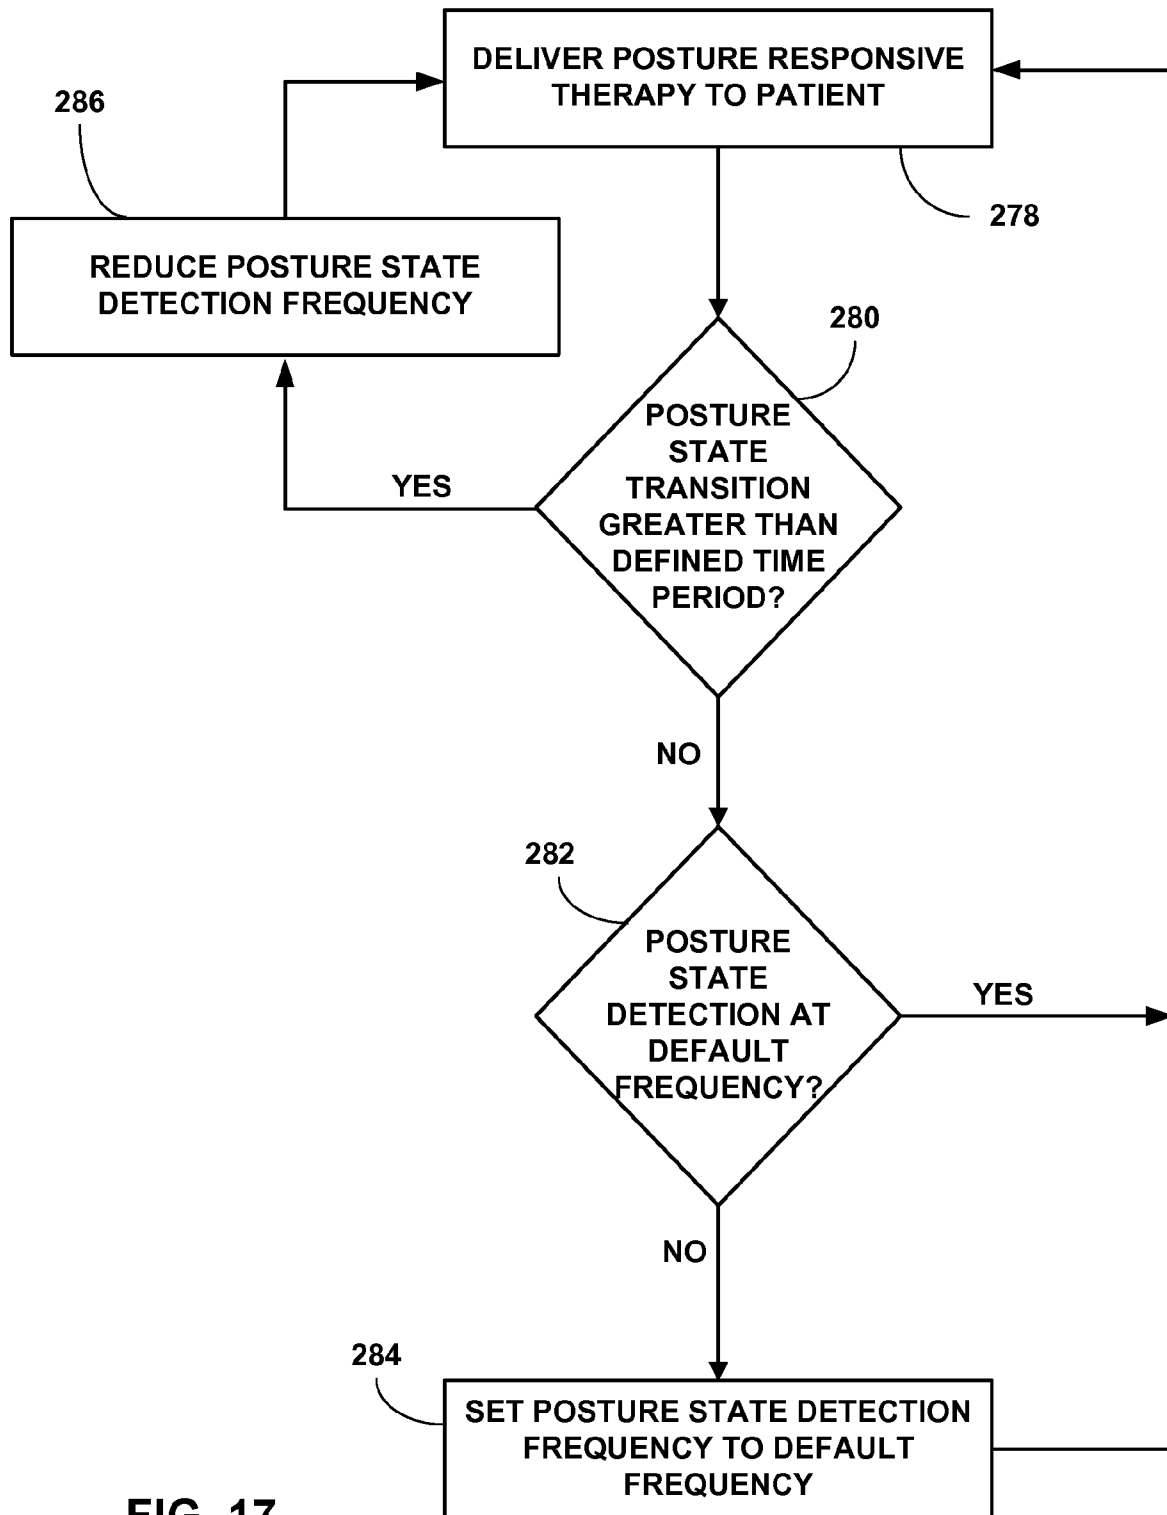 DELIVER POSTURE RESPONSIVE
THERAPY TO PATIENT
286
278
REDUCE POSTURE STATE
DETECTION FREQUENCY
280
POSTURE
STATE
TRANSITION
GREATER THAN
DEFINED TIME
PERIOD?
YES
NO
282
POSTURE
STATE
DETECTION AT
DEFAULT
FREQUENCY?
YES
NO
284
SET POSTURE STATE DETECTION
FREQUENCY TO DEFAULT
FREQUENCY
FIG. 17